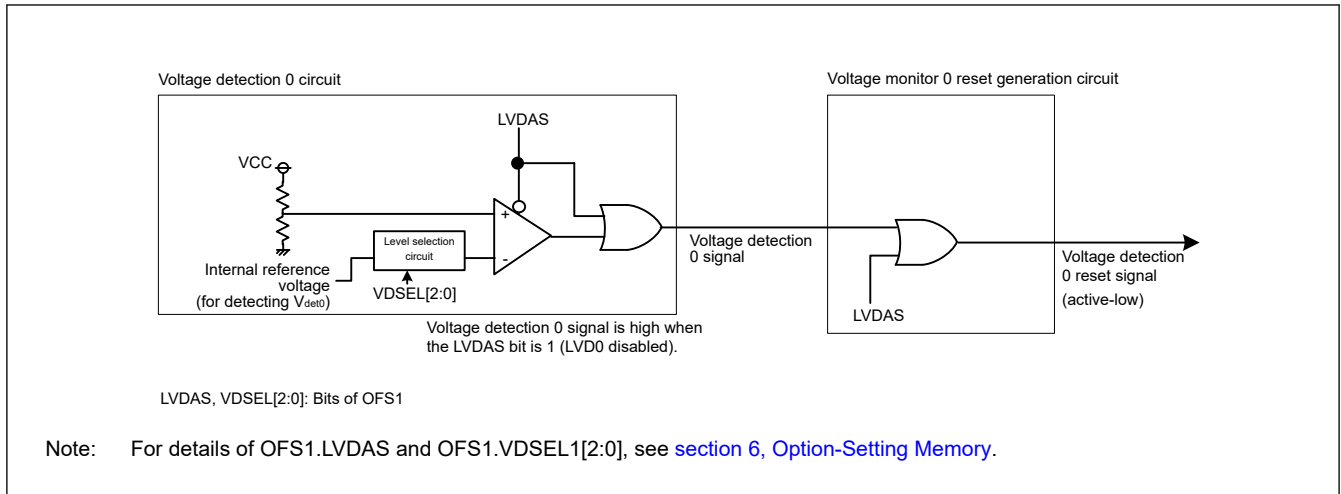 Voltage detection 0 circuit
Voltage monitor 0 reset generation circuit
LVDAS
VCC
+
Level selection
circuit
-
Internal reference
voltage
(for detecting Vdet0)
VDSEL[2:0]
Voltage detection
0 signal
LVDAS
Voltage detection
0 reset signal
(active-low)
Voltage detection 0 signal is high when
the LVDAS bit is 1 (LVD0 disabled).
LVDAS, VDSEL[2:0]: Bits of OFS1
Note: For details of OFS1.LVDAS and OFS1.VDSEL1[2:0], see section 6, Option-Setting Memory.